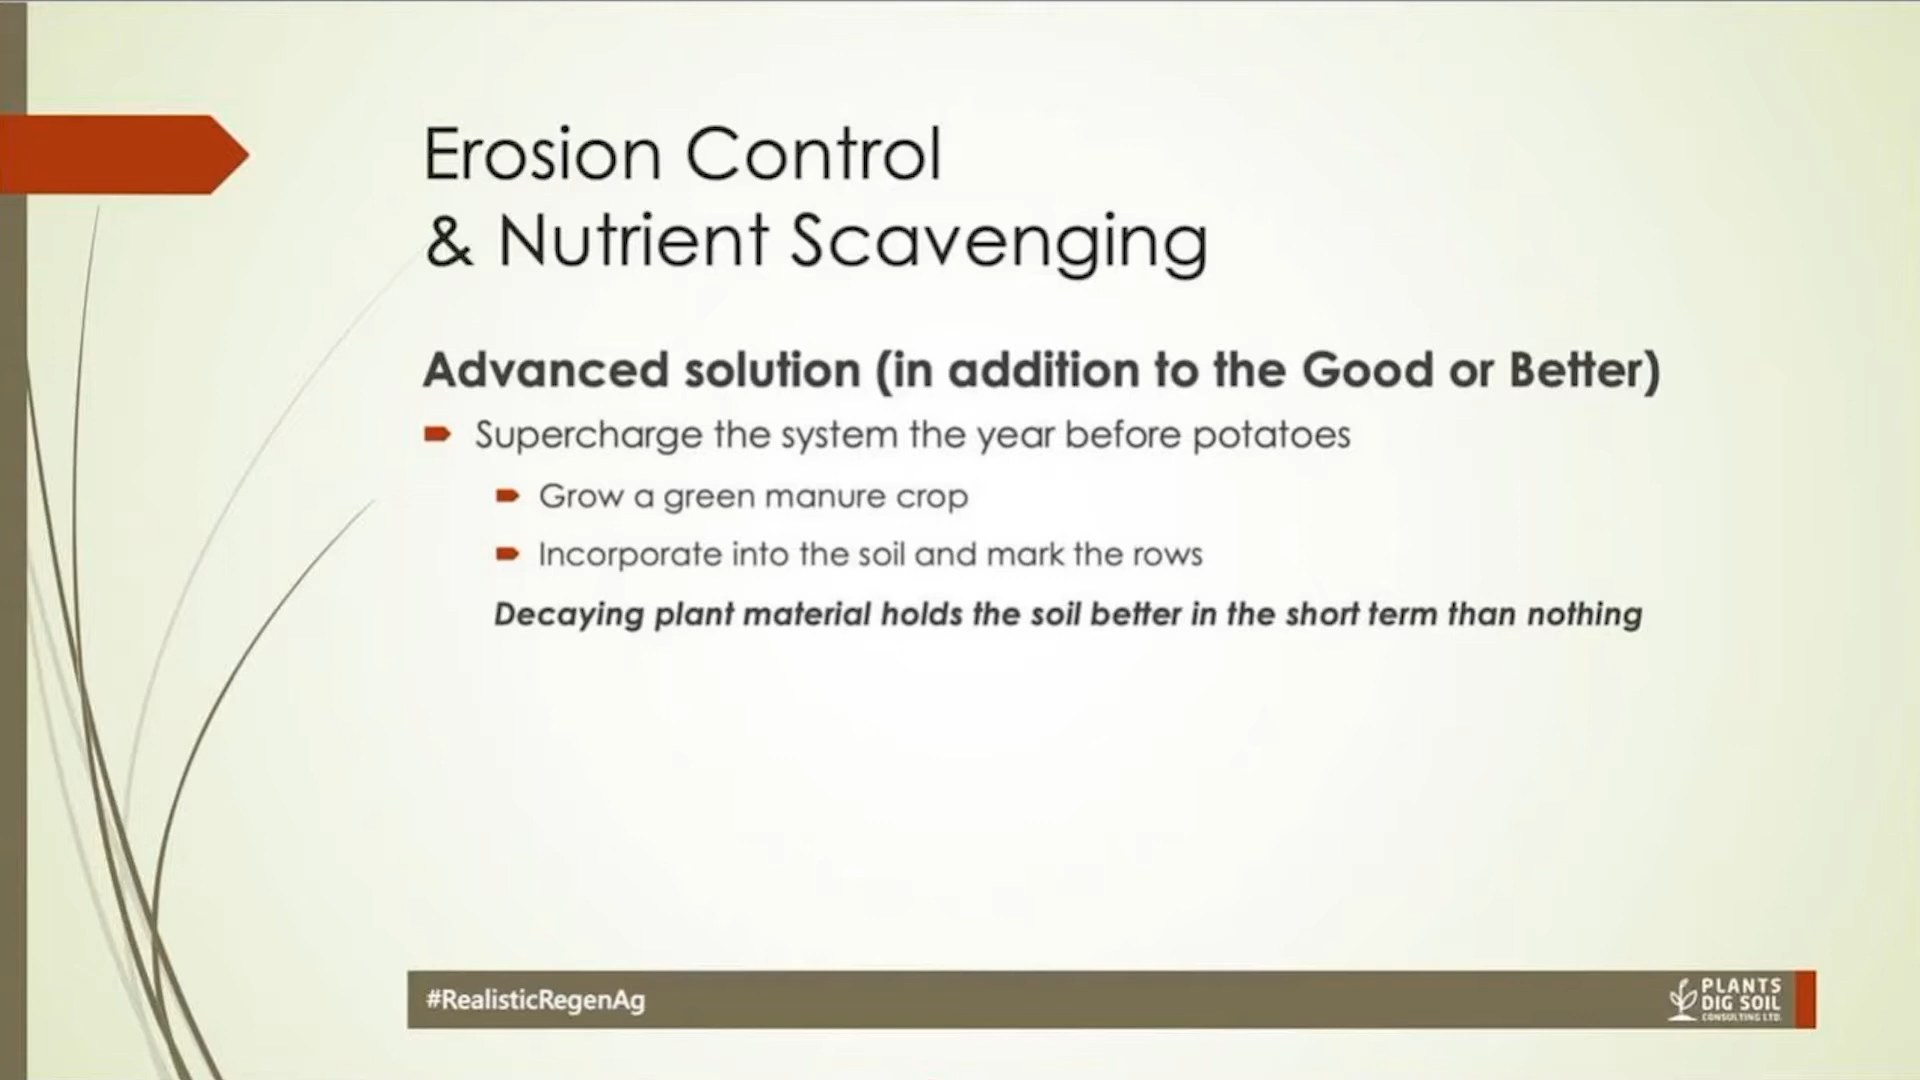 Erosion Control
& Nutrient Scavenging
Advanced solution (in addition to the Good or Better)
Supercharge the system the year before potatoes
Grow a green manure crop
Incorporate into the soil and mark the rows
Decaying plant material holds the soil better in the short term than nothing
#RealisticRegenAg
PLANTS
DIG SOIL
CONSULTING LTD.